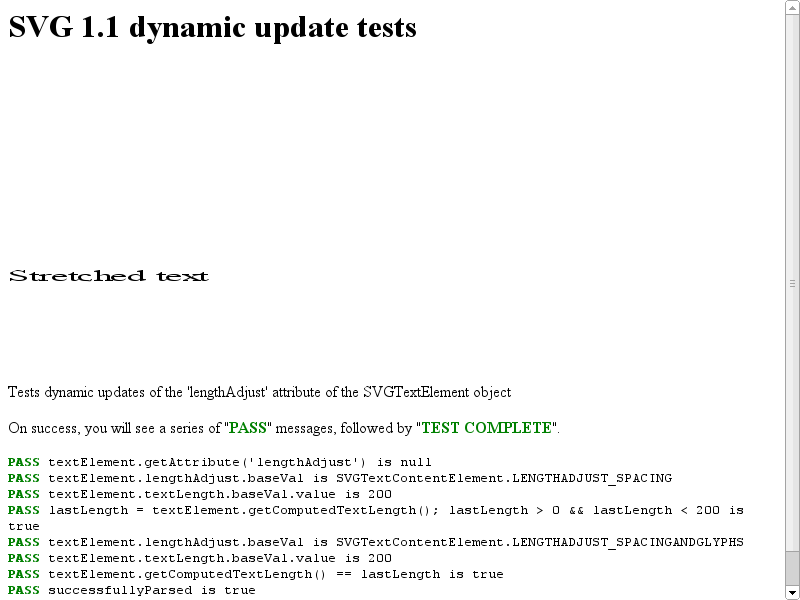 SVG 1.1 dynamic update tests
Stretched text
Tests dynamic updates of the 'lengthAdjust' attribute of the SVGTextElement object
On success, you will see a series of "PASS" messages, followed by "TEST COMPLETE".
PASS textElement.getAttribute('lengthAdjust') is null
PASS textElement.lengthAdjust.baseVal is SVGTextContentElement.LENGTHADJUST_SPACING
PASS textElement.textLength.baseVal.value is 200
PASS lastLength = textElement.getComputedTextLength(); lastLength > 0 && lastLength < 200 is
true
PASS textElement.lengthAdjust.baseVal is SVGTextContentElement.LENGTHADJUST_SPACINGANDGLYPHS
PASS textElement.textLength.baseVal.value is 200
PASS textElement.getComputedTextLength() == lastLength is true
PASS successfullyParsed is true